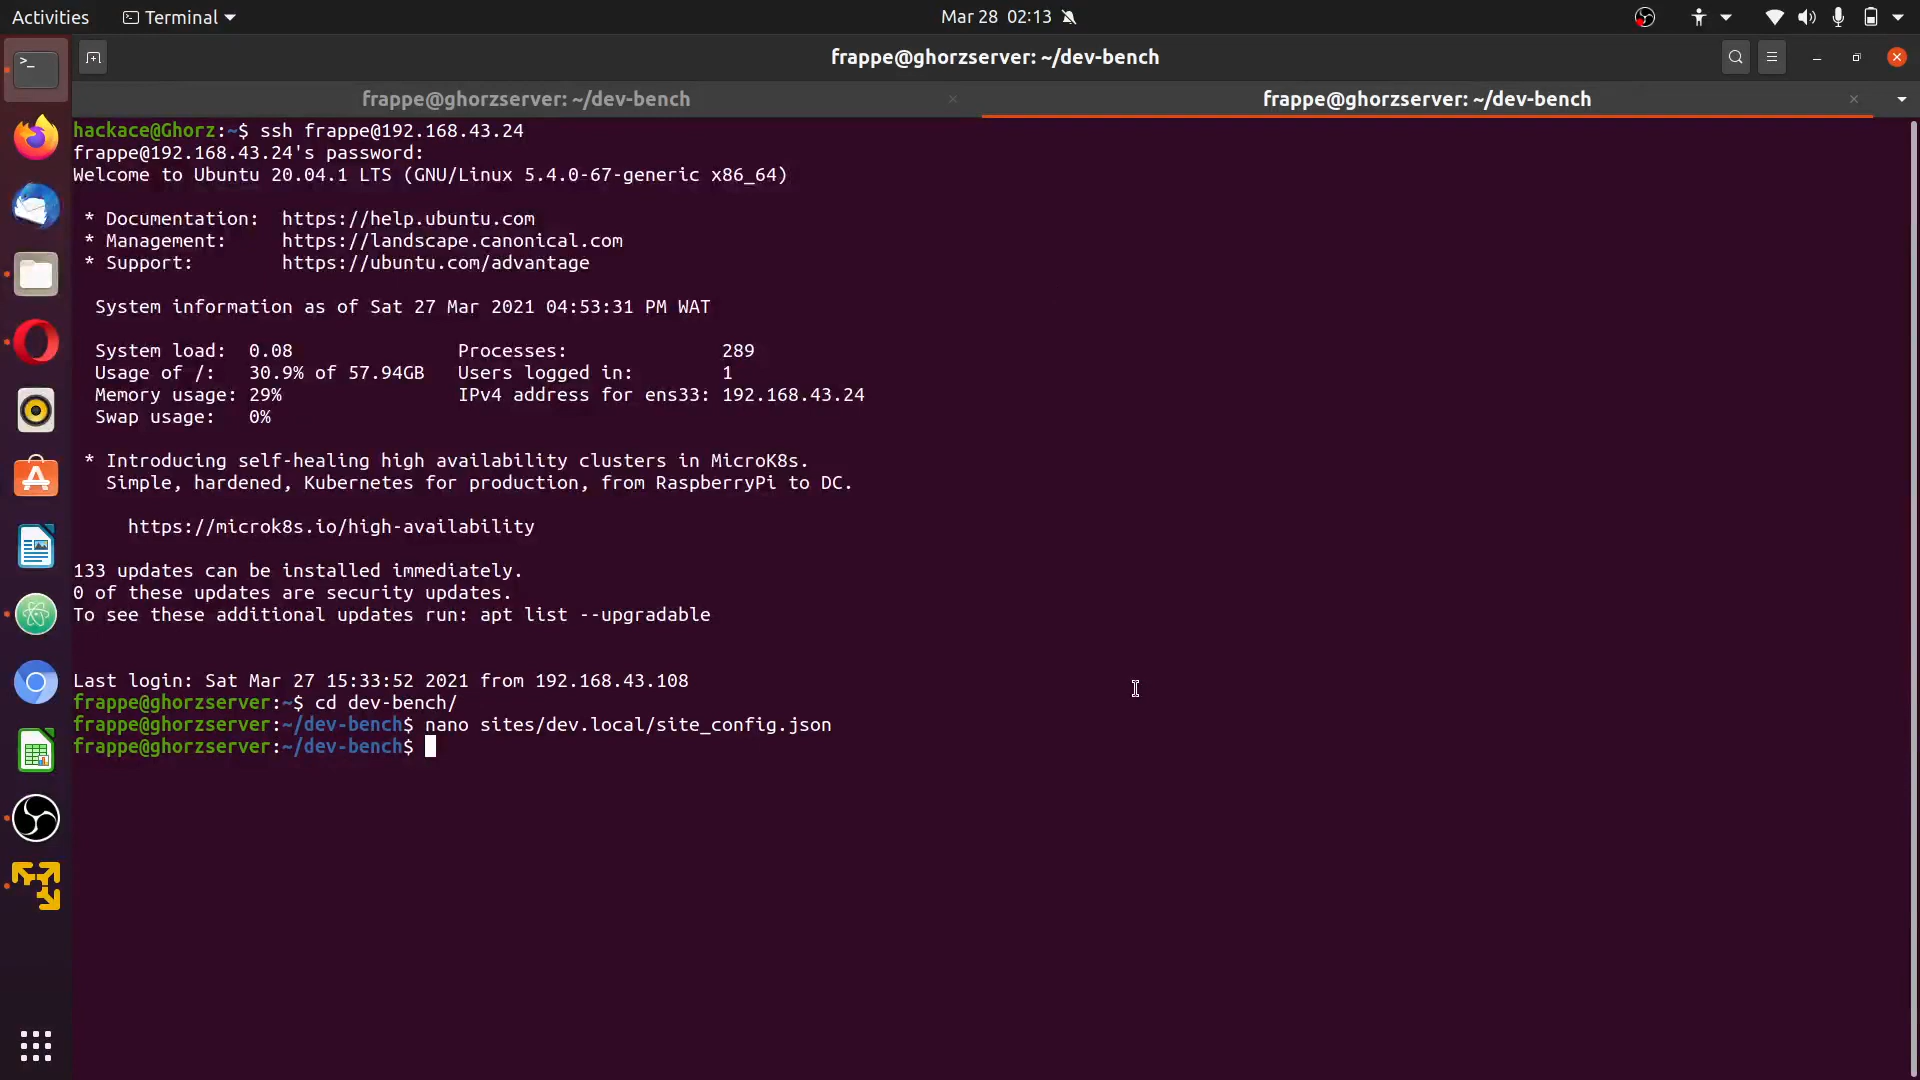 Activities Terminal Mar 28 02:13
frappe@ghorzserver: ~/dev-bench
frappe@ghorzserver: ~/dev-bench frappe@ghorzserver: ~/dev-bench
hackace@Ghorz:~$ ssh frappe@192.168.43.24
frappe@192.168.43.24's password:
Welcome to Ubuntu 20.04.1 LTS (GNU/Linux 5.4.0-67-generic x86_64)
* Documentation: https://help.ubuntu.com
* Management: https://landscape.canonical.com
* Support: https://ubuntu.com/advantage
System information as of Sat 27 Mar 2021 04:53:31 PM WAT
System load: 0.08 Processes: 289
Usage of /: 30.9% of 57.94GB Users logged in: 1
Memory usage: 29% IPv4 address for ens33: 192.168.43.24
Swap usage: 0%
* Introducing self-healing high availability clusters in MicroK8s.
Simple, hardened, Kubernetes for production, from RaspberryPi to DC.
https://microk8s.io/high-availability
133 updates can be installed immediately.
0 of these updates are security updates.
To see these additional updates run: apt list --upgradable
Last login: Sat Mar 27 15:33:52 2021 from 192.168.43.108
frappe@ghorzserver:~$ cd dev-bench/
frappe@ghorzserver:~/dev-bench$ nano sites/dev.local/site_config.json
frappe@ghorzserver:~/dev-bench$